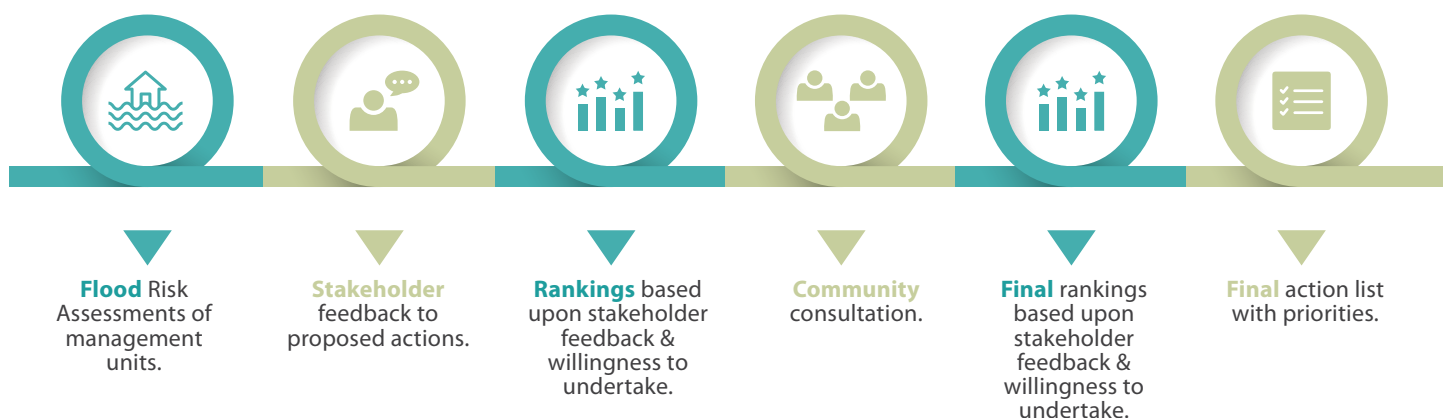 Flood Risk
Assessments of
management
units.
Stakeholder
feedback to
proposed actions.
Rankings based
upon stakeholder
feedback &
willingness to
undertake.
Community
consultation.
Final rankings
based upon
stakeholder
feedback &
willingness to
undertake.
Final action list
with priorities.